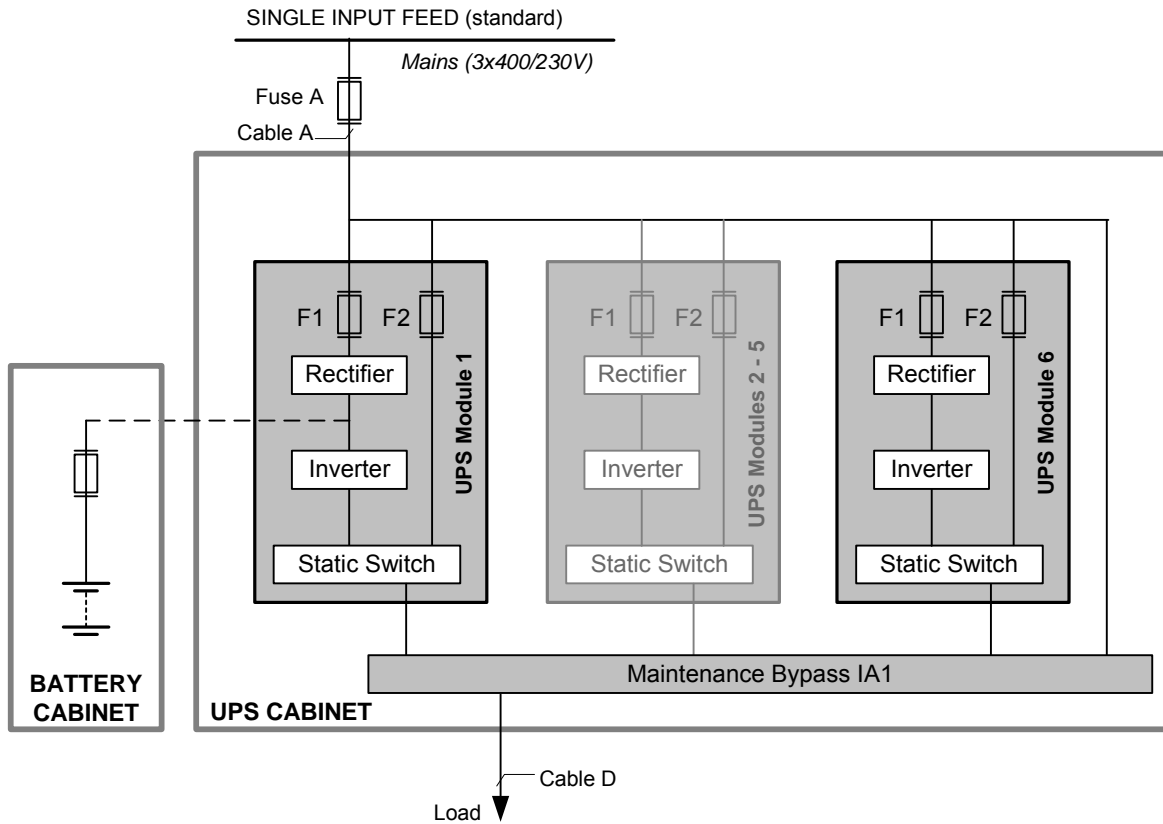 SINGLE INPUT FEED (standard)
Mains (3x400/230V)
Fuse A
Cable A
F1
F2
Rectifier
Inverter
Static Switch
UPS Module 1
F1
F2
Rectifier
Inverter
Static Switch
UPS Modules 2 - 5
F1
F2
Rectifier
Inverter
Static Switch
UPS Module 6
Maintenance Bypass IA1
BATTERY
CABINET
UPS CABINET
Cable D
Load